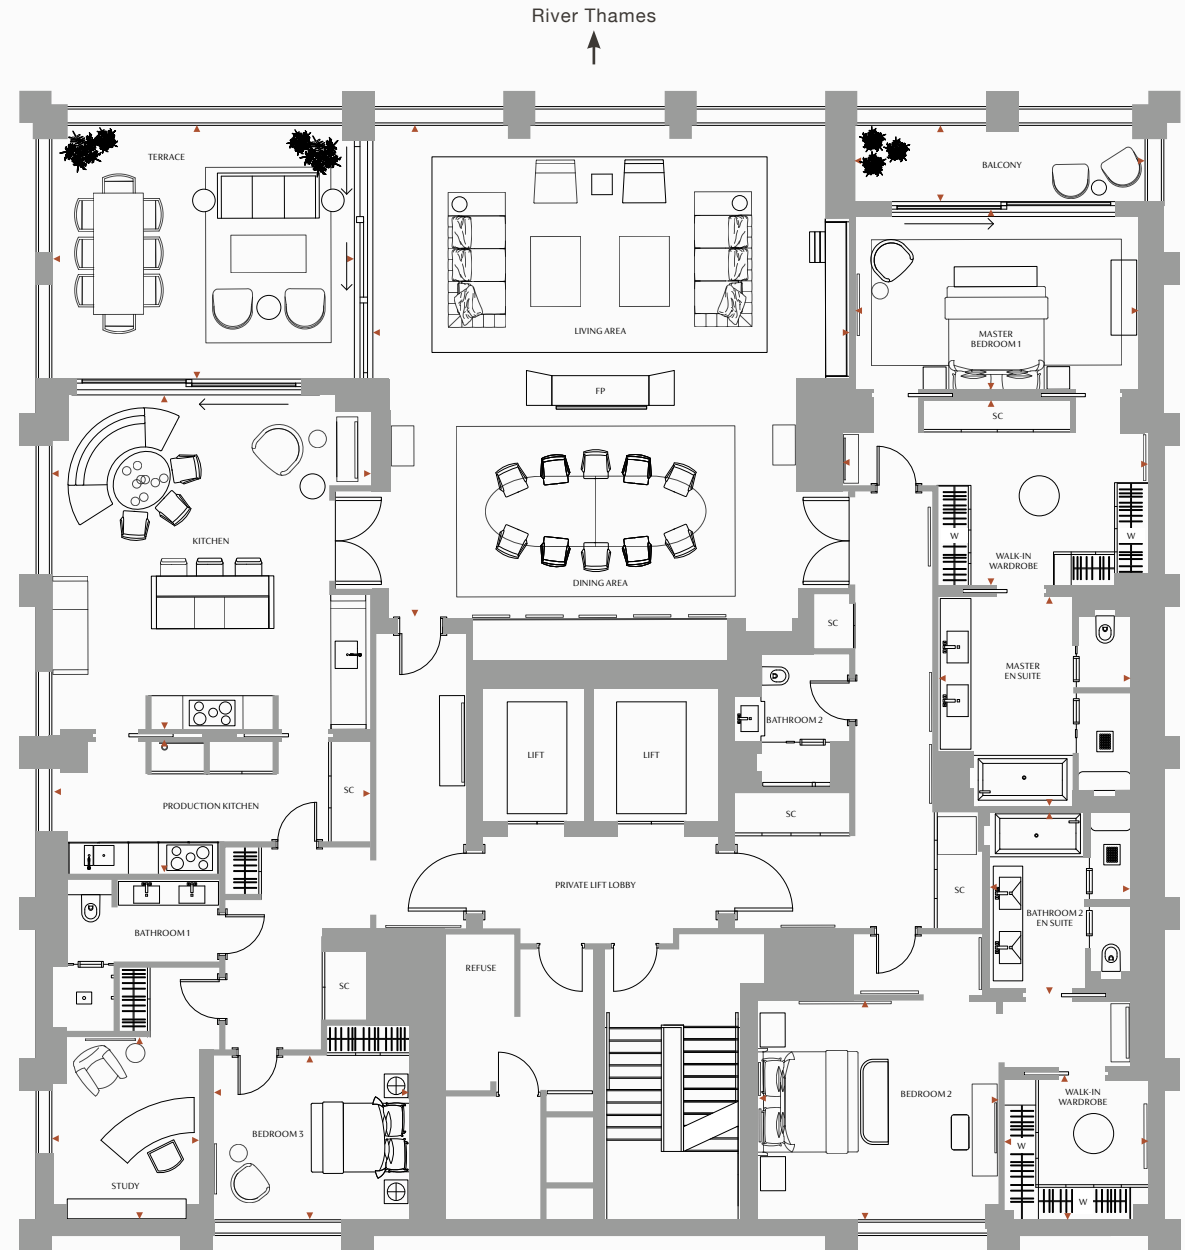 River Thames
TERRACE
BALCONY
LIVING AREA
MASTER
BEDROOM 1
FP
SC
KITCHEN
W
WALK-IN
WARDROBE
W
DINING AREA
SC
MASTER
EN SUITE
BATHROOM 2
LIFT
LIFT
SC
PRODUCTION KITCHEN
SC
PRIVATE LIFT LOBBY
SC
BATHROOM 2
EN SUITE
BATHROOM 1
REFUSE
SC
BEDROOM 2
WALK-IN
WARDROBE
BEDROOM 3
W
STUDY
W